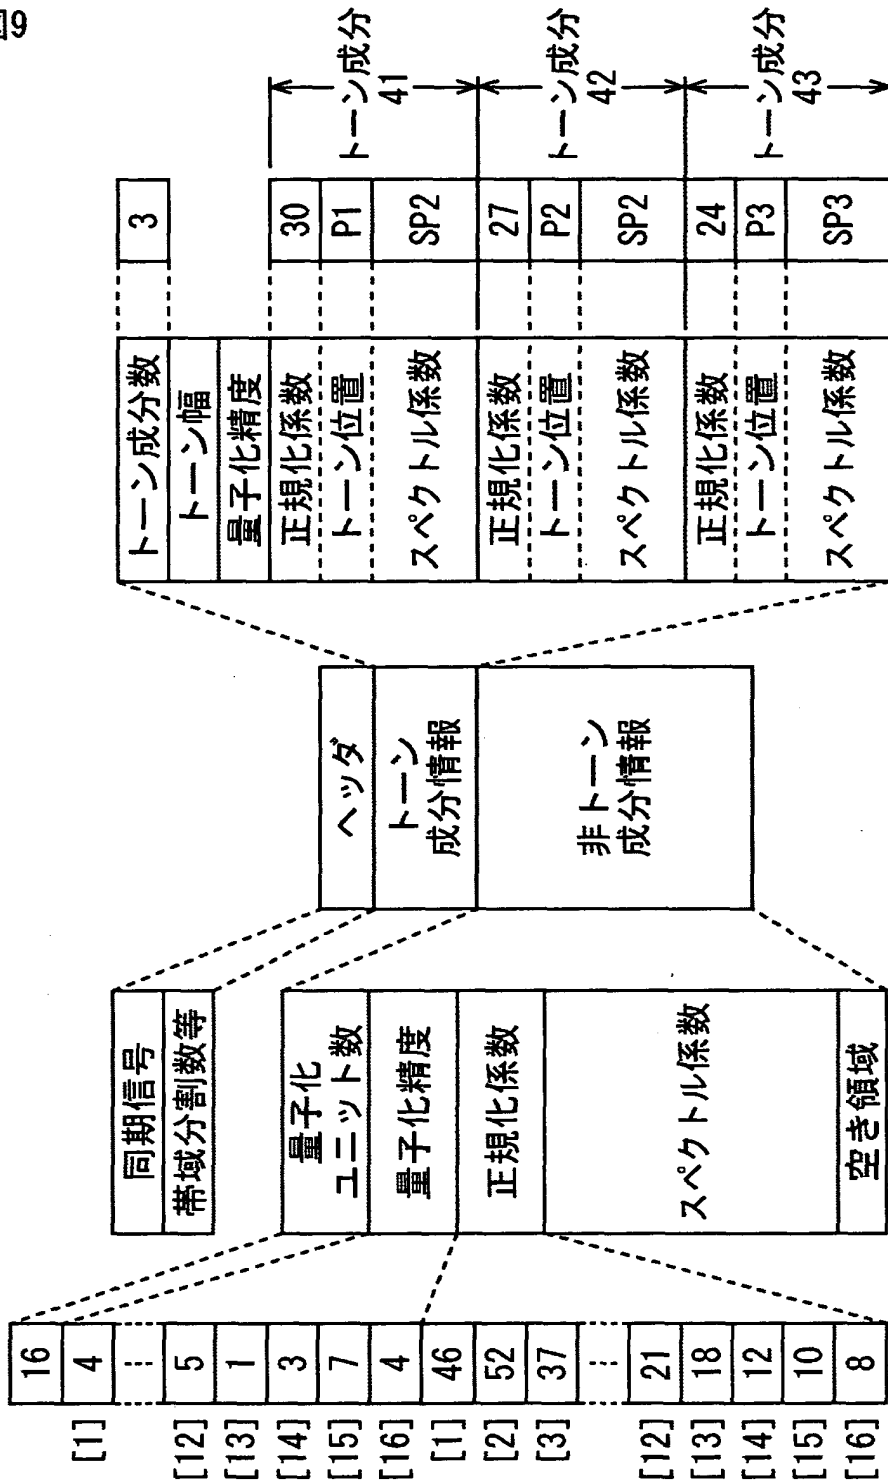 図9
16
[1] 4
[12] 5
[13] 1
[14] 3
[15] 7
[16] 4
[1] 46
[2] 52
[3] 37
[12] 21
[13] 18
[14] 12
[15] 10
[16] 8
同期信号
帯域分割数等
量子化
ユニット数
量子化精度
正規化係数
スペクトル係数
空き領域
ヘッダ
トーン
成分情報
非トーン
成分情報
トーン成分数
トーン幅
量子化精度
正規化係数
トーン位置
スペクトル係数
正規化係数
トーン位置
スペクトル係数
正規化係数
トーン位置
スペクトル係数
3
30
P1
SP2
27
P2
SP2
24
P3
SP3
トーン成分
41
トーン成分
42
トーン成分
43